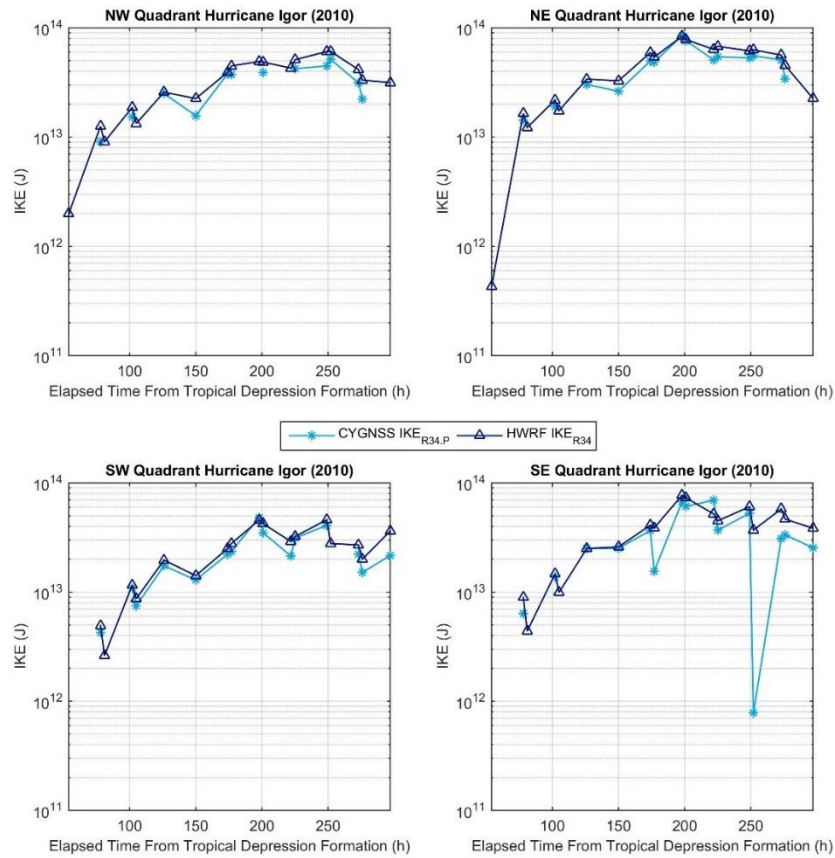 NW Quadrant Hurricane Igor (2010)
10^14
10^13
10^12
10^11
IKE (J)
100 150 200 250
Elapsed Time From Tropical Depression Formation (h)
NE Quadrant Hurricane Igor (2010)
10^14
10^13
10^12
10^11
IKE (J)
100 150 200 250
Elapsed Time From Tropical Depression Formation (h)
CYGNSS IKE_R34.P HWRF IKE_R34
SW Quadrant Hurricane Igor (2010)
10^14
10^13
10^12
10^11
IKE (J)
100 150 200 250
Elapsed Time From Tropical Depression Formation (h)
SE Quadrant Hurricane Igor (2010)
10^14
10^13
10^12
10^11
IKE (J)
100 150 200 250
Elapsed Time From Tropical Depression Formation (h)